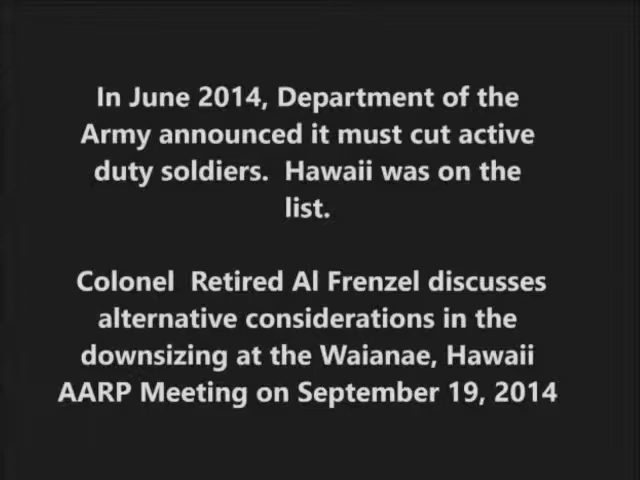 In June 2014, Department of the
Army announced it must cut active
duty soldiers.  Hawaii was on the
list.
Colonel  Retired Al Frenzel discusses
alternative considerations in the
downsizing at the Waianae, Hawaii
AARP Meeting on September 19, 2014